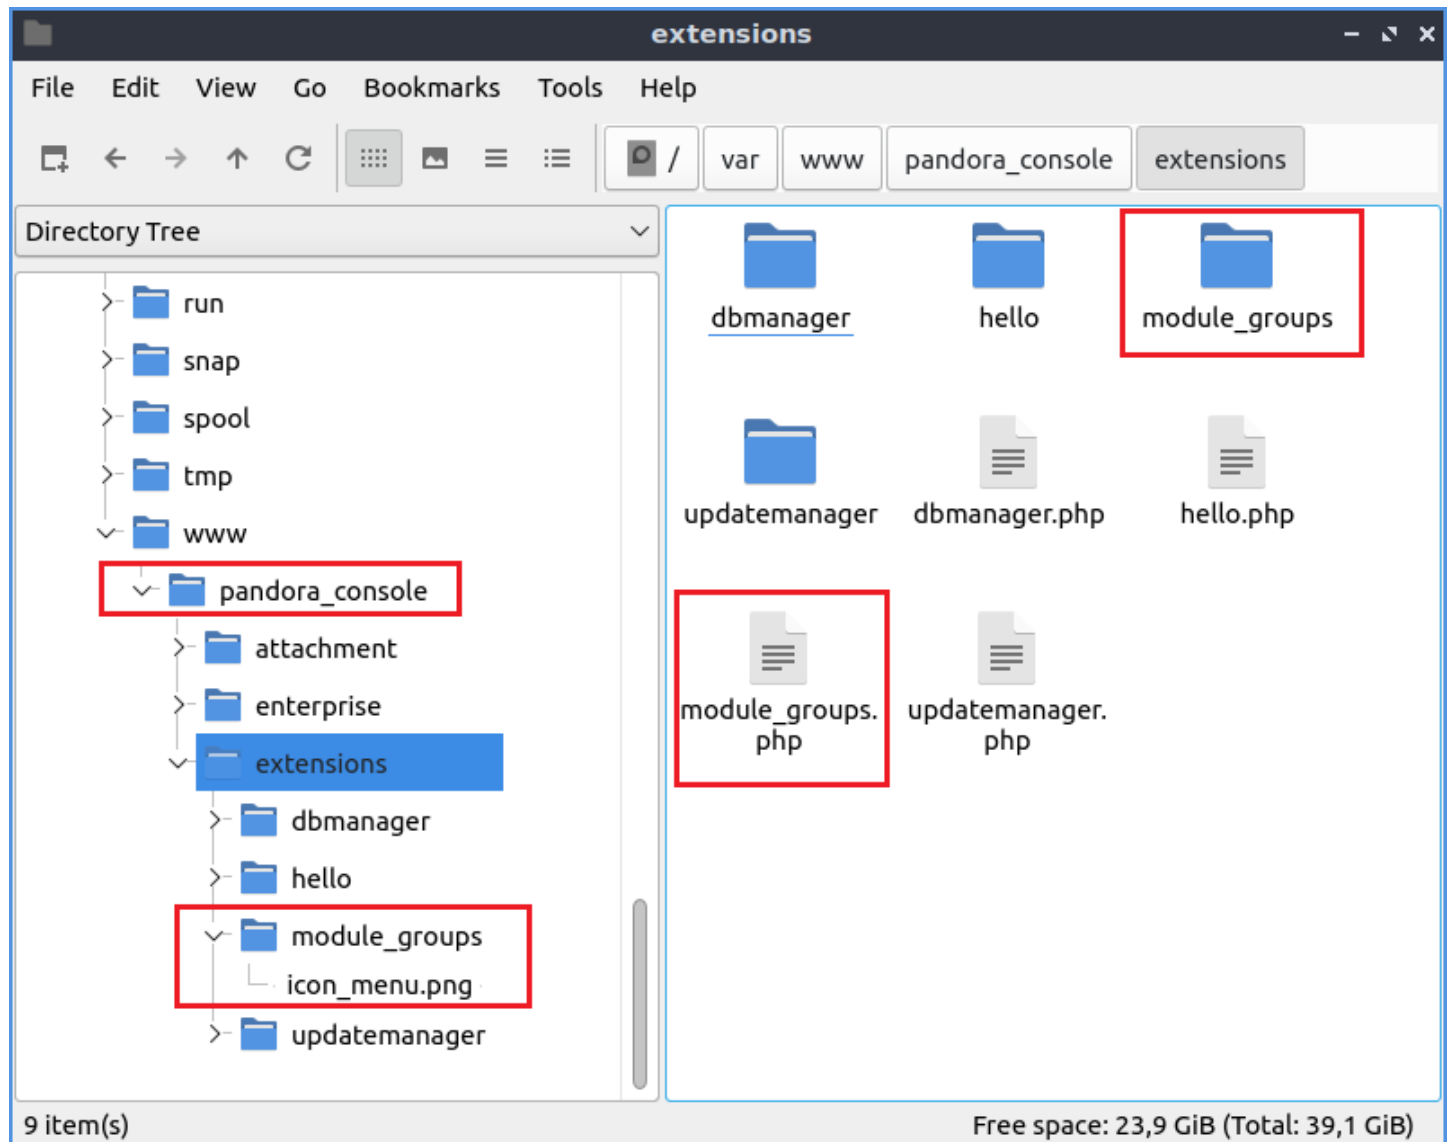 extensions
File Edit View Go Bookmarks Tools Help
/ var www pandora_console extensions
Directory Tree
run
snap
spool
tmp
www
pandora_console
attachment
enterprise
extensions
dbmanager
hello
module_groups
icon_menu.png
updatemanager
dbmanager hello module_groups
updatemanager dbmanager.php hello.php
module_groups.
php
updatemanager.
php
9 item(s) Free space: 23,9 GiB (Total: 39,1 GiB)